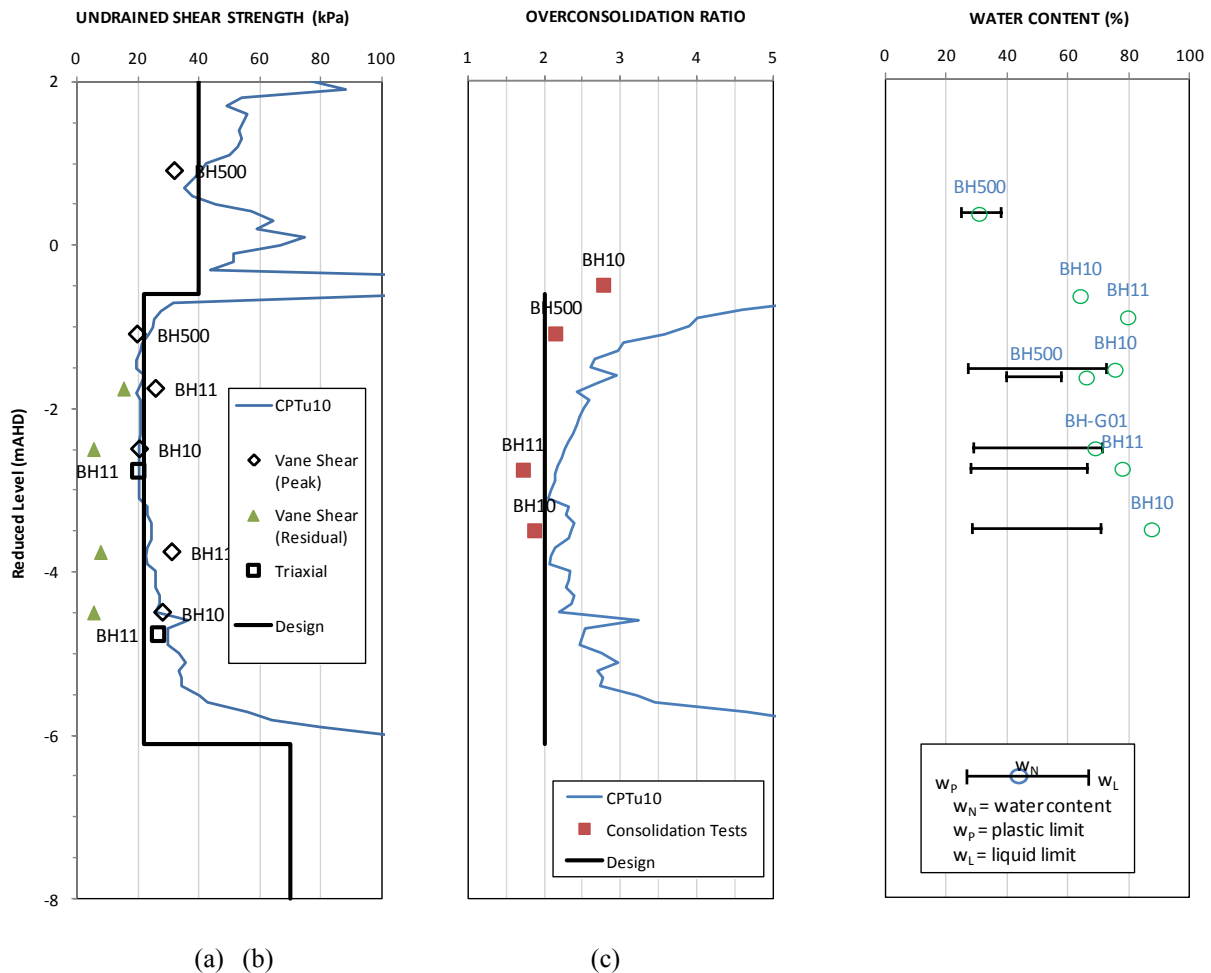 UNDRAINED SHEAR STRENGTH (kPa)
0 20 40 60 80 100
2
0
-2
-4
-6
-8
Reduced Level (mAHD)
BH500
BH500
BH11
BH10
BH11
BH11
BH10
BH11
CPTu10
Vane Shear
(Peak)
Vane Shear
(Residual)
Triaxial
Design
OVERCONSOLIDATION RATIO
1 2 3 4 5
BH10
BH500
BH11
BH10
CPTu10
Consolidation Tests
Design
WATER CONTENT (%)
0 20 40 60 80 100
BH500
BH10
BH11
BH10
BH500
BH-G01
BH11
BH10
wN
wP wL
wN = water content
wP = plastic limit
wL = liquid limit
(a) (b) (c)